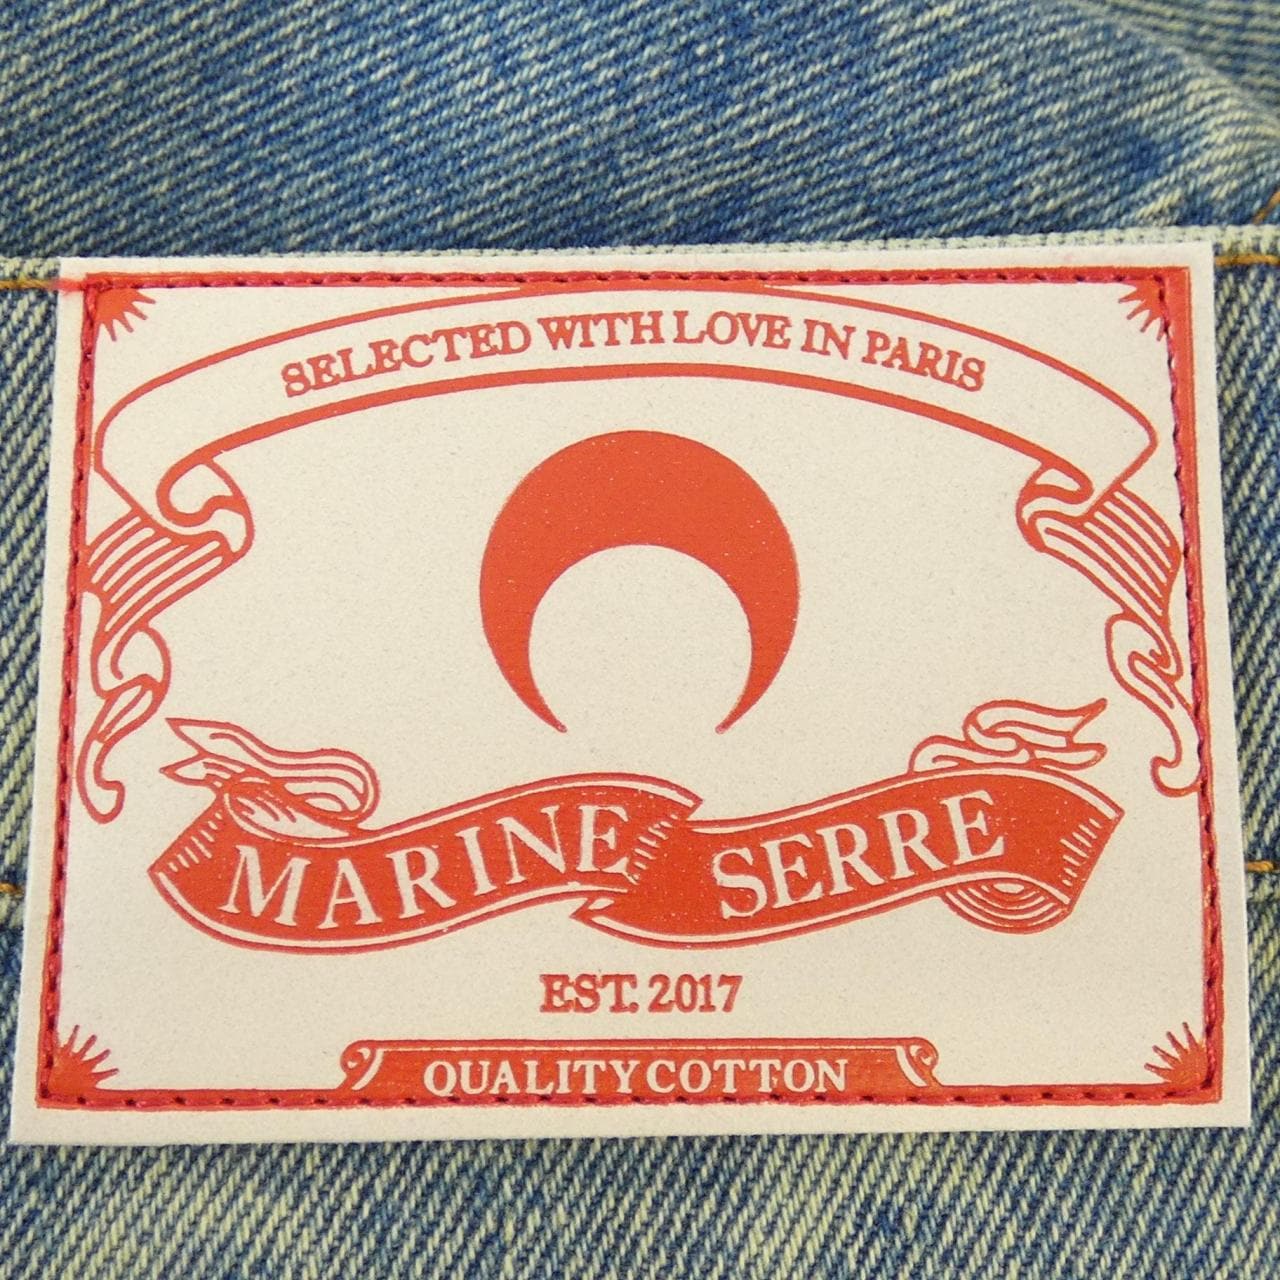 SELECTED WITH LOVE IN PARIS
MARINE SERRE
EST. 2017
QUALITY COTTON